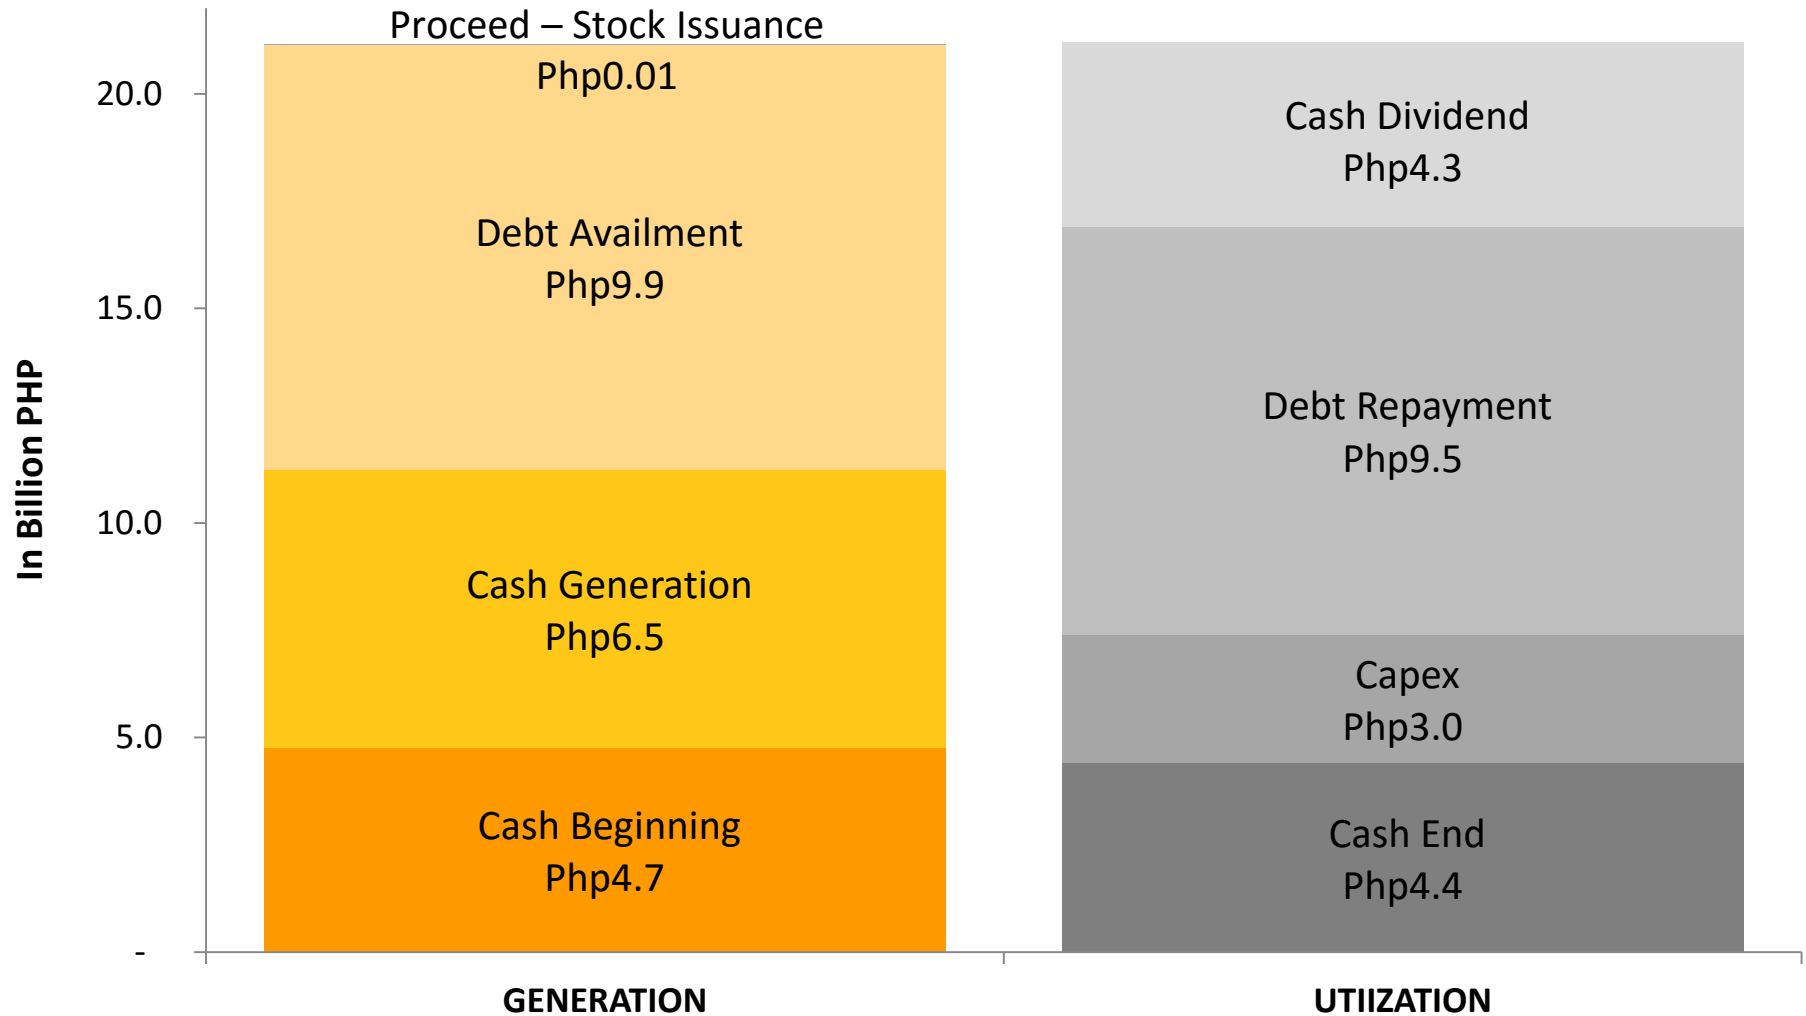 Proceed – Stock Issuance
Php0.01
Debt Availment
Php9.9
Cash Generation
Php6.5
Cash Beginning
Php4.7
Cash Dividend
Php4.3
Debt Repayment
Php9.5
Capex
Php3.0
Cash End
Php4.4
20.0
15.0
10.0
5.0
-
In Billion PHP
GENERATION
UTIIZATION